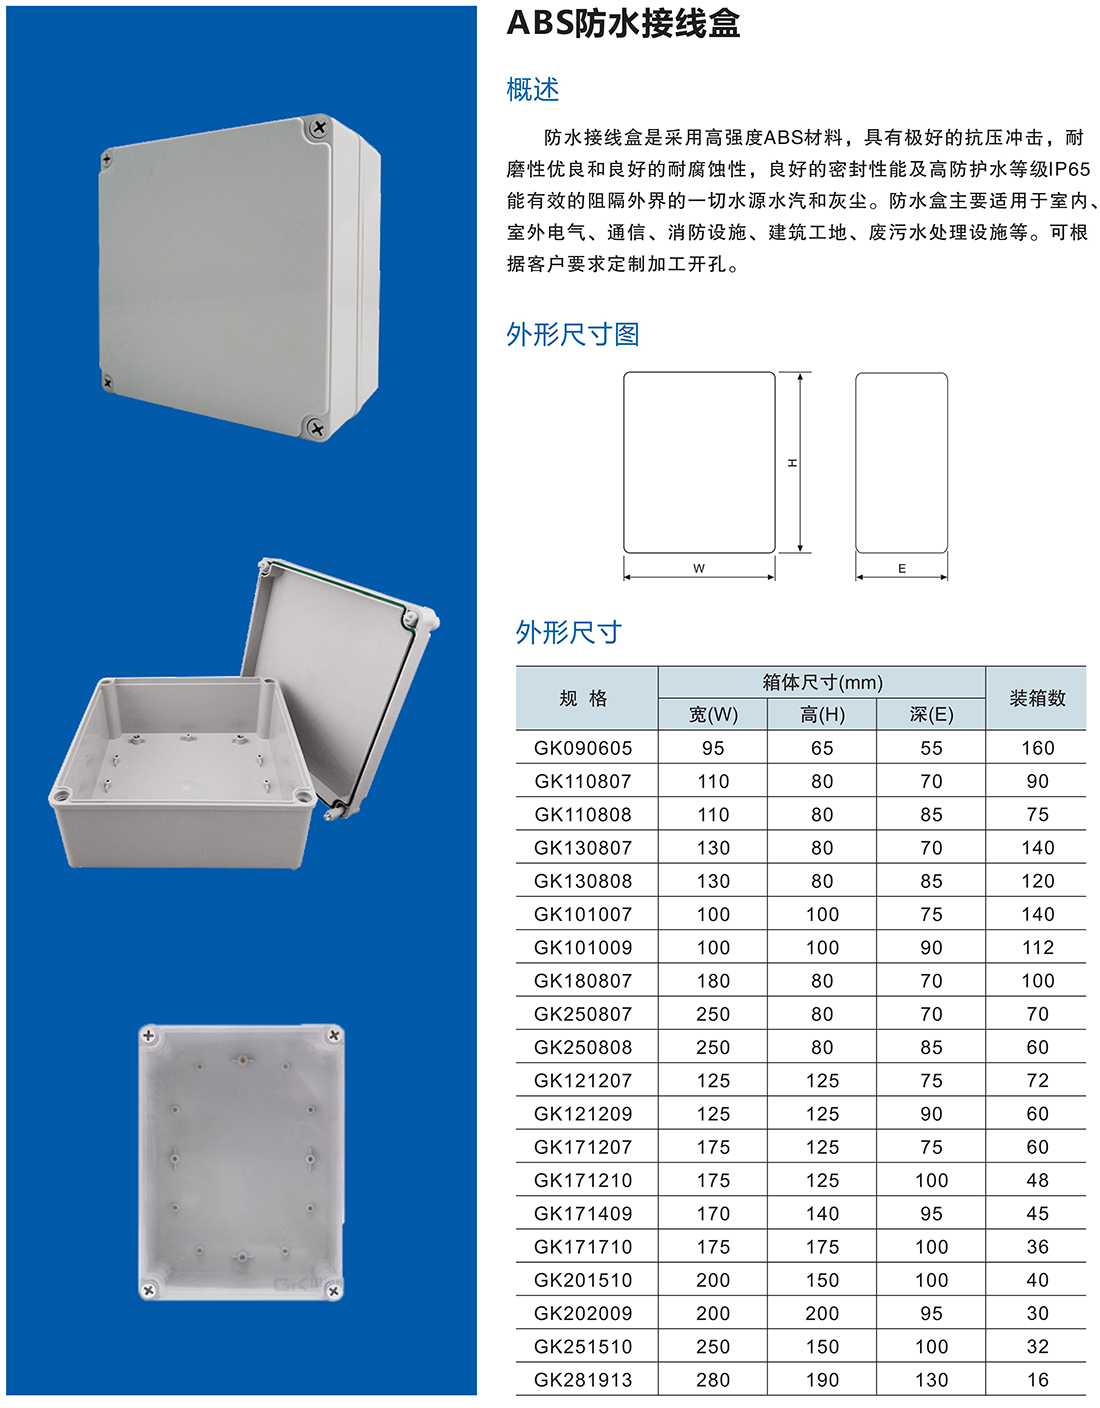 ABS防水接线盒
概述
防水接线盒是采用高强度ABS材料，具有极好的抗压冲击，耐
磨性优良和良好的耐腐蚀性，良好的密封性能及高防护水等级IP65
能有效的阻隔外界的一切水源水汽和灰尘。防水盒主要适用于室内、
室外电气、通信、消防设施、建筑工地、废污水处理设施等。可根
据客户要求定制加工开孔。
外形尺寸图
H
W
E
外形尺寸
规 格 箱体尺寸(mm) 装箱数
宽(W) 高(H) 深(E)
GK090605 95 65 55 160
GK110807 110 80 70 90
GK110808 110 80 85 75
GK130807 130 80 70 140
GK130808 130 80 85 120
GK101007 100 100 75 140
GK101009 100 100 90 112
GK180807 180 80 70 100
GK250807 250 80 70 70
GK250808 250 80 85 60
GK121207 125 125 75 72
GK121209 125 125 90 60
GK171207 175 125 75 60
GK171210 175 125 100 48
GK171409 170 140 95 45
GK171710 175 175 100 36
GK201510 200 150 100 40
GK202009 200 200 95 30
GK251510 250 150 100 32
GK281913 280 190 130 16
GK